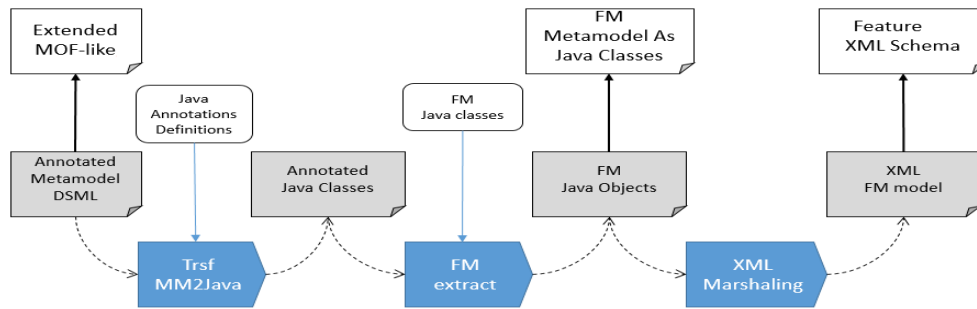 Extended
MOF-like
FM
Metamodel As
Java Classes
Feature
XML Schema
Java
Annotations
Definitions
FM
Java classes
Annotated
Metamodel
DSML
Annotated
Java Classes
FM
Java Objects
XML
FM model
Trsf
MM2Java
FM
extract
XML
Marshaling